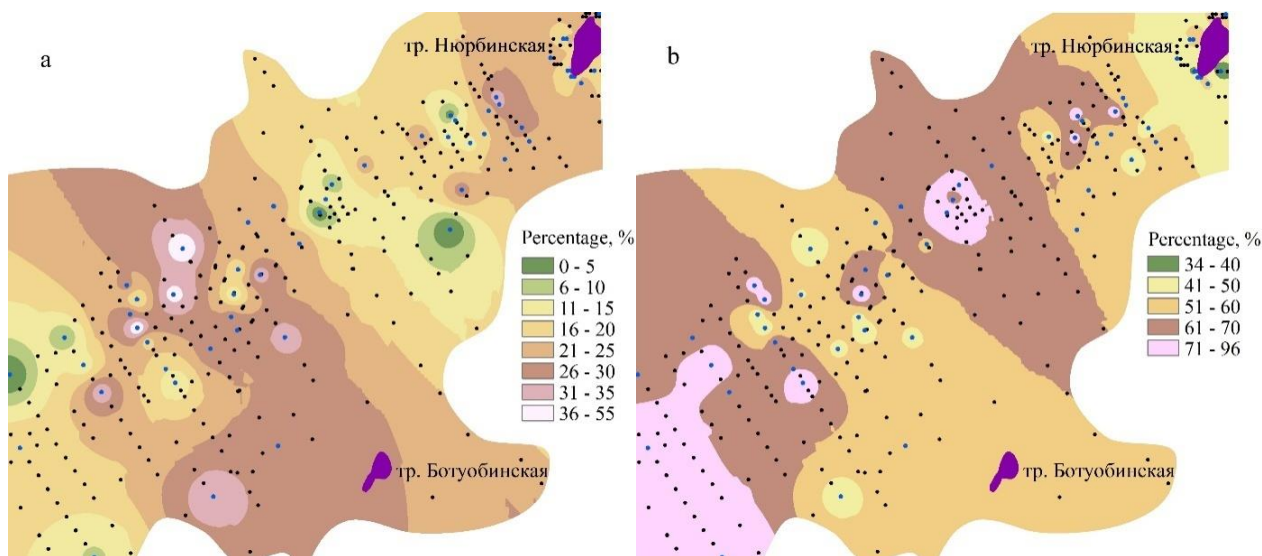 a
тр. Нюрбинская
Percentage, %
0 - 5
6 - 10
11 - 15
16 - 20
21 - 25
26 - 30
31 - 35
36 - 55
тр. Ботуобинская
b
тр. Нюрбинская
Percentage, %
34 - 40
41 - 50
51 - 60
61 - 70
71 - 96
тр. Ботуобинская